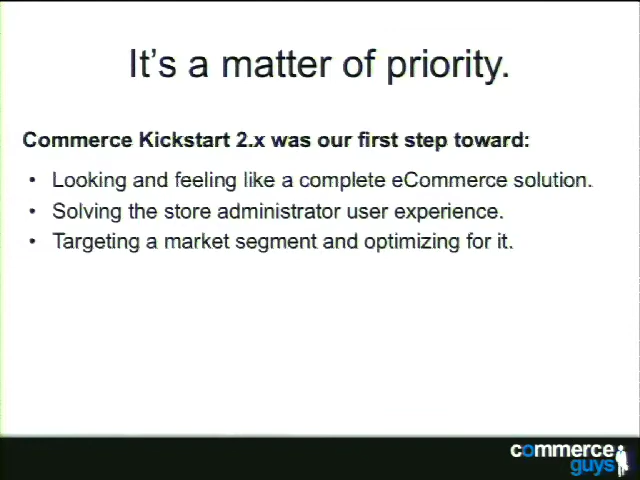 It's a matter of priority.
Commerce Kickstart 2.x was our first step toward:
• Looking and feeling like a complete eCommerce solution.
• Solving the store administrator user experience.
• Targeting a market segment and optimizing for it.
commerce
guys